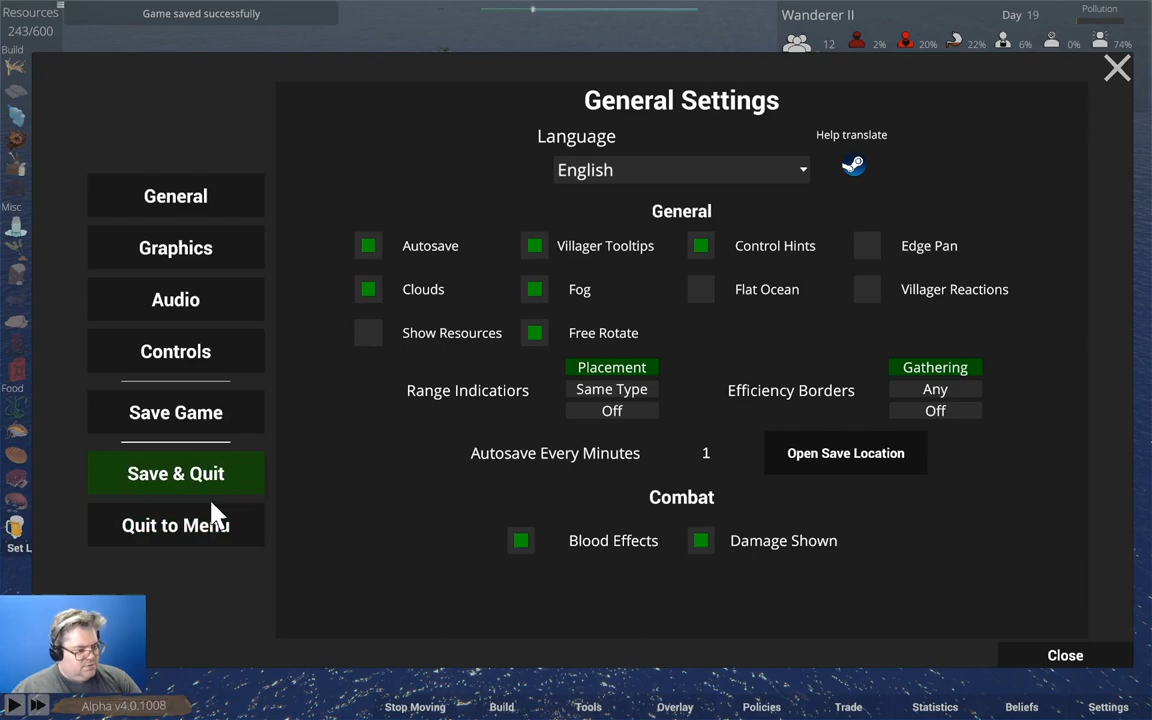 Resources
243/600
Game saved successfully
Wanderer II
Day 19
Pollution
12
2%
20%
22%
6%
0%
74%
Build
Misc
Food
Set L
General
Graphics
Audio
Controls
Save Game
Save & Quit
Quit to Menu
General Settings
Language
Help translate
English
General
Autosave
Villager Tooltips
Control Hints
Edge Pan
Clouds
Fog
Flat Ocean
Villager Reactions
Show Resources
Free Rotate
Range Indicatiors
Placement
Same Type
Off
Efficiency Borders
Gathering
Any
Off
Autosave Every Minutes
1
Open Save Location
Combat
Blood Effects
Damage Shown
Close
Alpha v4.0.1008
Stop Moving
Build
Tools
Overlay
Policies
Trade
Statistics
Beliefs
Settings